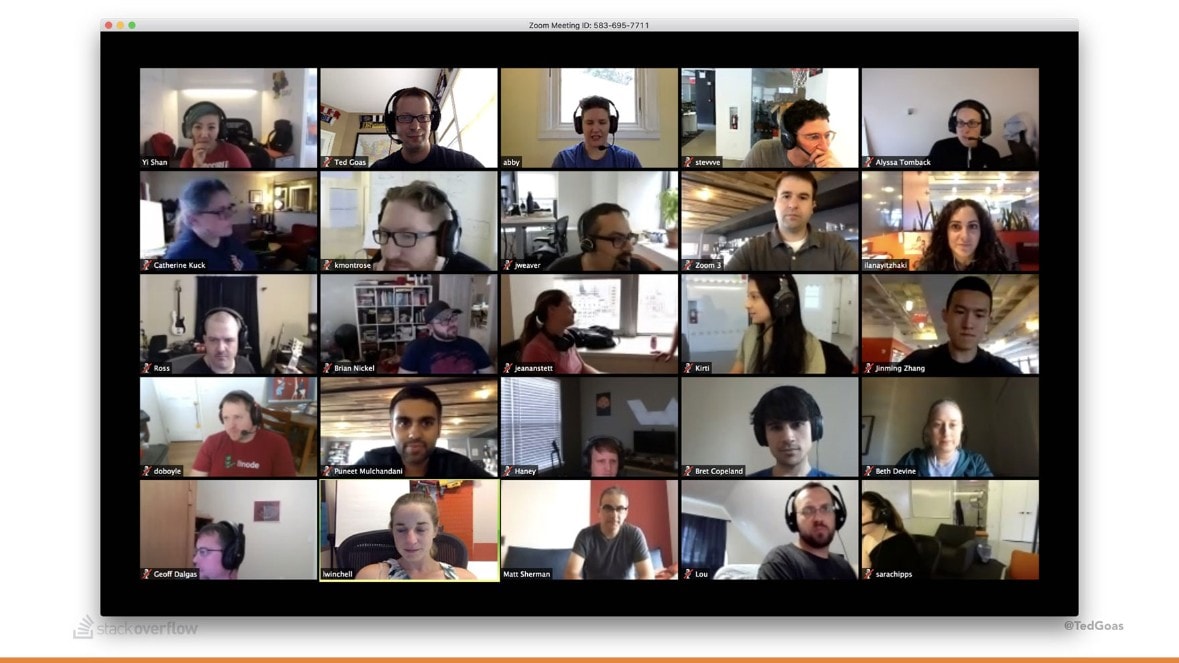 Zoom Meeting ID: 583-695-7711
Yi Shan
Ted Goas
abby
stevvve
Alyssa Tomback
Catherine Kuck
kmontrose
jweaver
Zoom 3
ilanayitzhaki
Ross
Brian Nickel
jeananstett
Kirti
Jinming Zhang
doboyle
linode
Puneet Mulchandani
Haney
Bret Copeland
Beth Devine
Geoff Dalgas
lwinchell
Matt Sherman
Lou
sarachipps
stackoverflow
@TedGoas